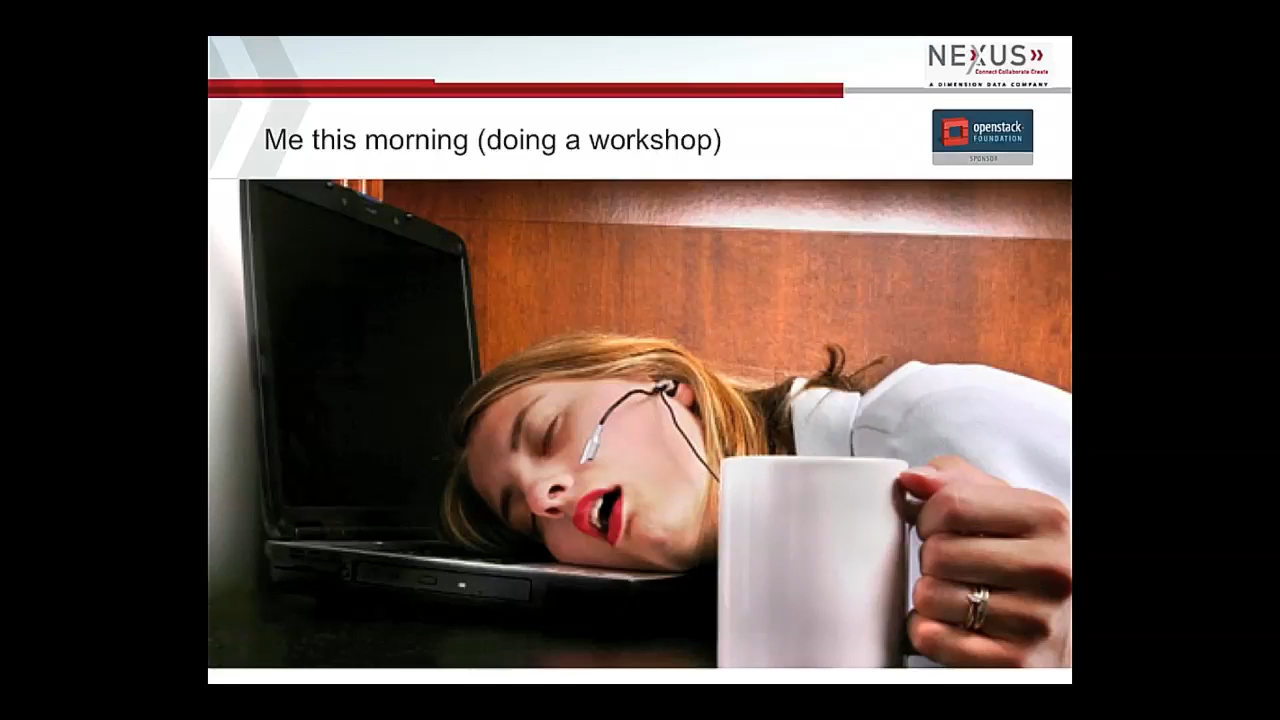 NEXUS
Connect Collaborate Create
A DIMENSION DATA COMPANY
Me this morning (doing a workshop)
openstack
FOUNDATION
SPONSOR